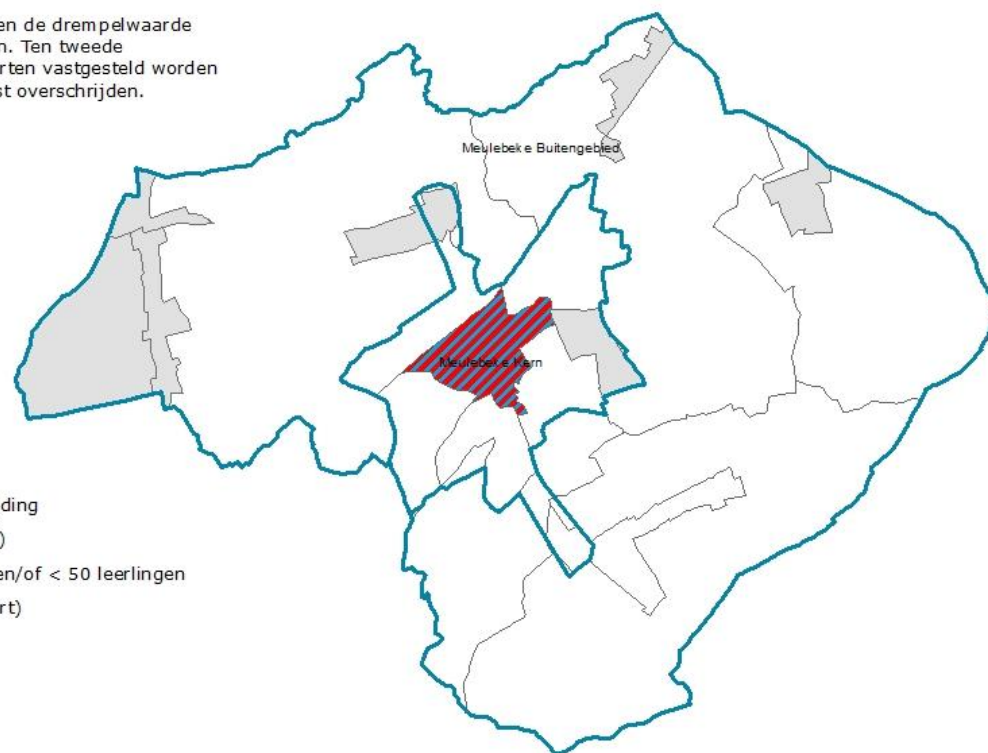 en de drempelwaarde
n. Ten tweede
rten vastgesteld worden
st overschrijden.
Meulebeke Buitengebied
Meulebeke Kern
ding
)
en/of < 50 leerlingen
rt)